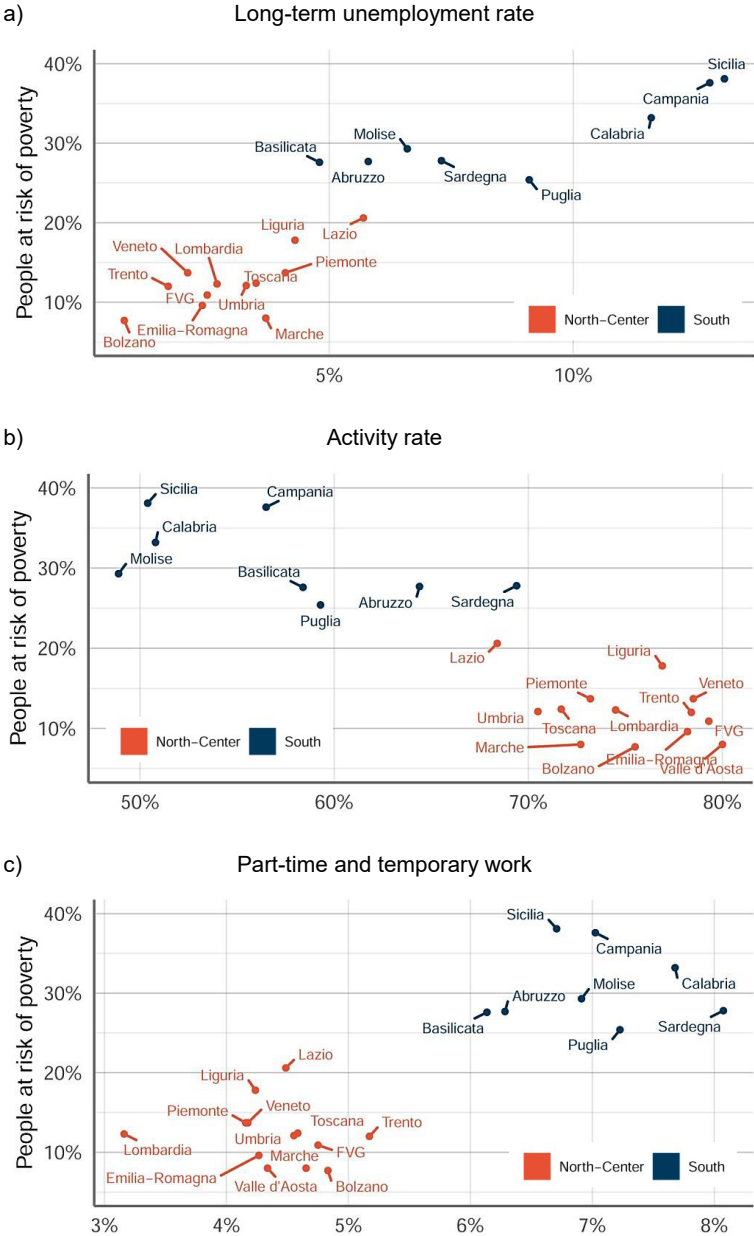 a) Long-term unemployment rate
People at risk of poverty
40%
30%
20%
10%
Sicilia
Campania
Calabria
Molise
Basilicata
Abruzzo
Sardegna
Puglia
Liguria
Lazio
Veneto
Lombardia
Piemonte
Trento
Toscana
FVG
Umbria
Emilia–Romagna
Marche
Bolzano
North–Center South
5% 10%
b) Activity rate
People at risk of poverty
40%
30%
20%
10%
Sicilia
Campania
Calabria
Molise
Basilicata
Abruzzo
Sardegna
Puglia
Lazio
Liguria
Piemonte
Trento
Veneto
Umbria
Toscana
Lombardia
FVG
Marche
Bolzano
Emilia–Romagna
Valle d'Aosta
North–Center South
50% 60% 70% 80%
c) Part-time and temporary work
People at risk of poverty
40%
30%
20%
10%
Sicilia
Campania
Calabria
Molise
Abruzzo
Basilicata
Sardegna
Puglia
Lazio
Liguria
Piemonte
Veneto
Toscana
Trento
Umbria
Lombardia
Marche
FVG
Emilia–Romagna
Valle d'Aosta
Bolzano
North–Center South
3% 4% 5% 6% 7% 8%